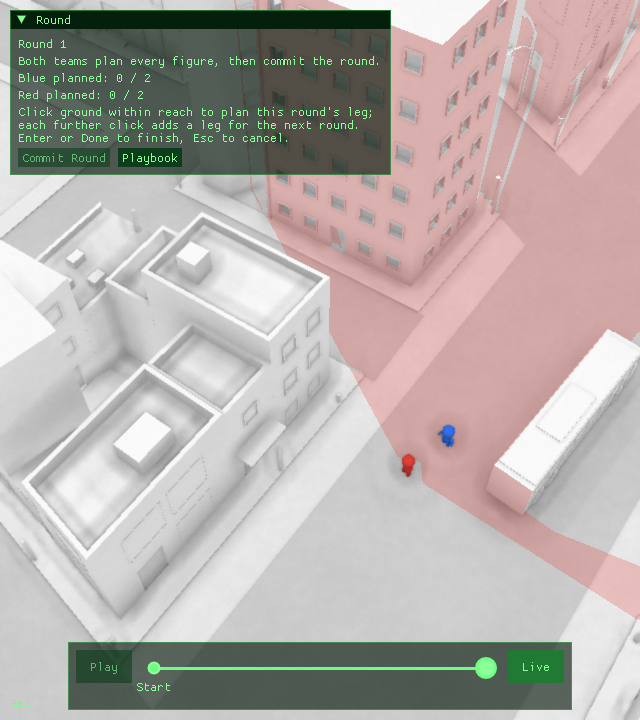 Round
Round 1
Both teams plan every figure, then commit the round.
Blue planned: 0 / 2
Red planned: 0 / 2
Click ground within reach to plan this round's leg;
each further click adds a leg for the next round.
Enter or Done to finish, Esc to cancel.
Commit Round Playbook
Play Live
Start